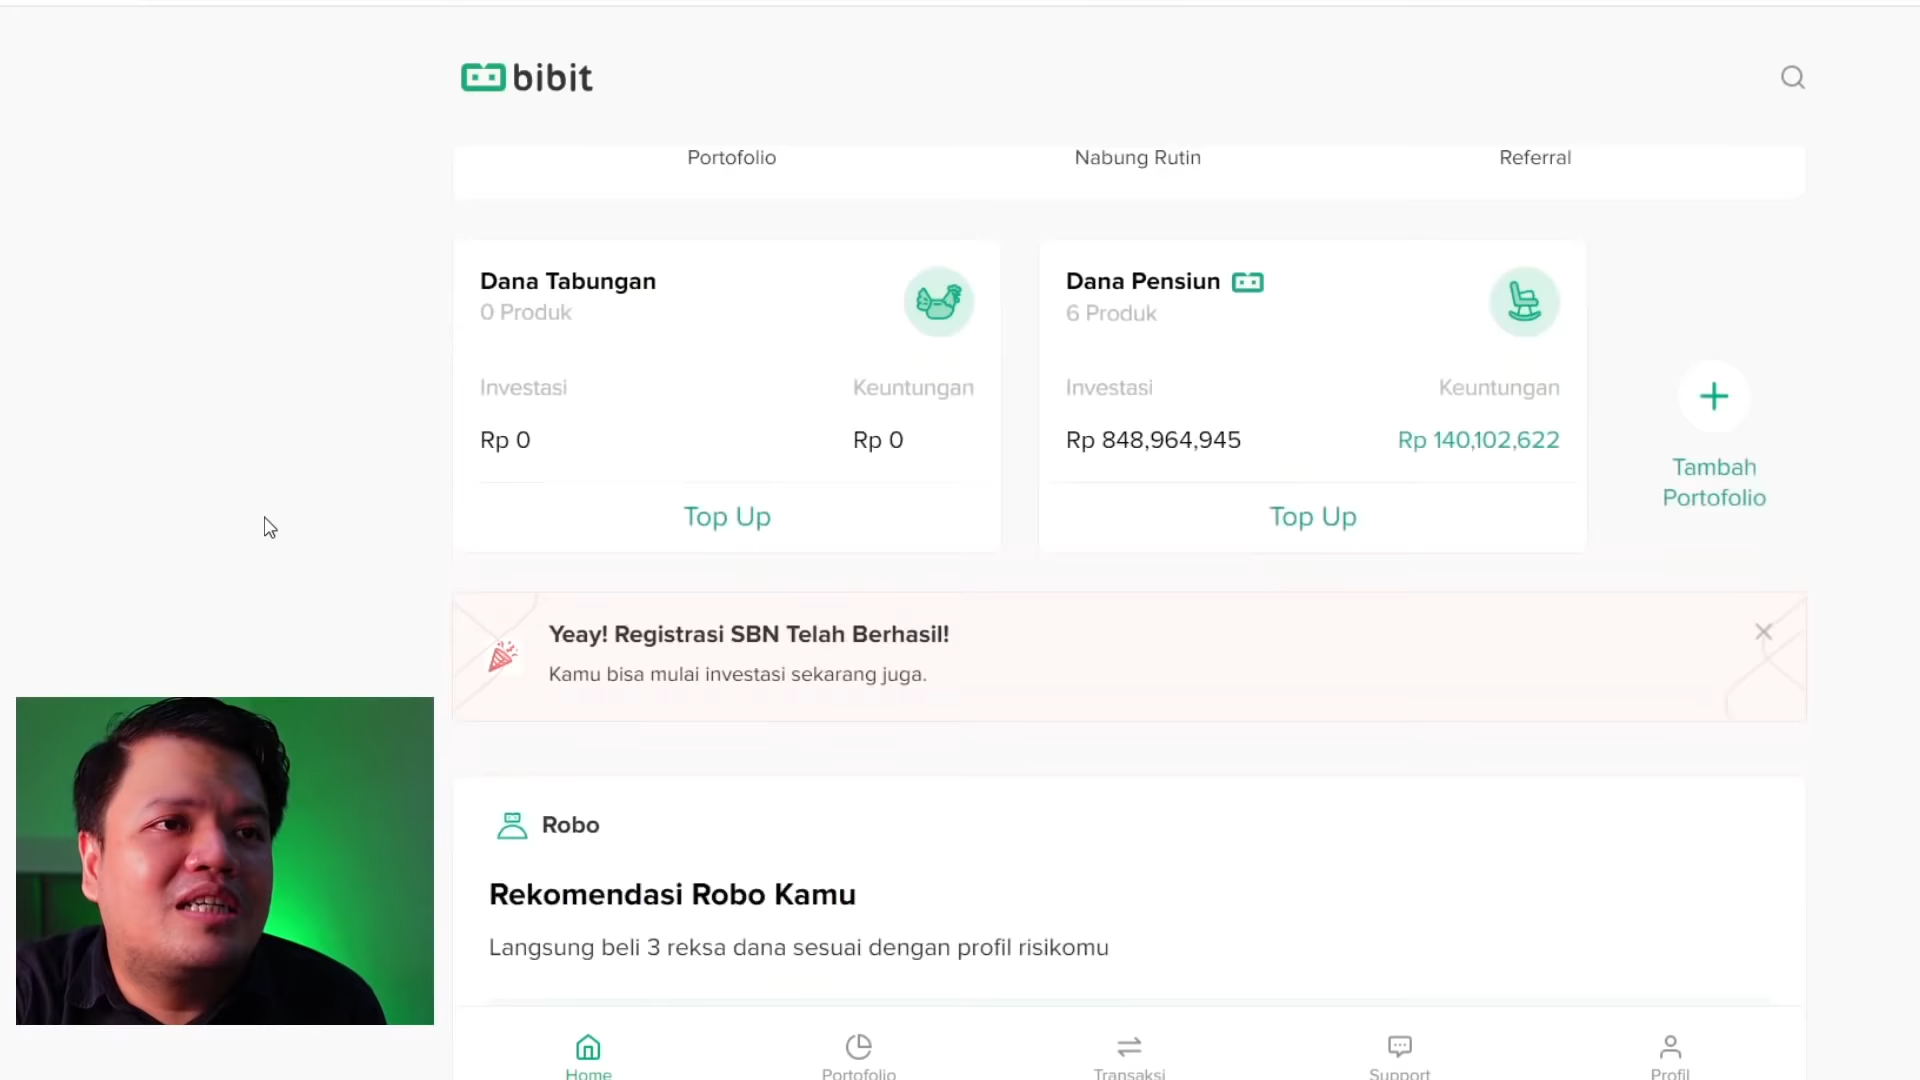 bibit
Portofolio
Nabung Rutin
Referral
Dana Tabungan
0 Produk
Investasi
Keuntungan
Rp 0
Rp 0
Top Up
Dana Pensiun
6 Produk
Investasi
Keuntungan
Rp 848,964,945
Rp 140,102,622
Top Up
Tambah
Portofolio
Yeay! Registrasi SBN Telah Berhasil!
Kamu bisa mulai investasi sekarang juga.
Robo
Rekomendasi Robo Kamu
Langsung beli 3 reksa dana sesuai dengan profil risikomu
Home
Portofolio
Transaksi
Support
Profil